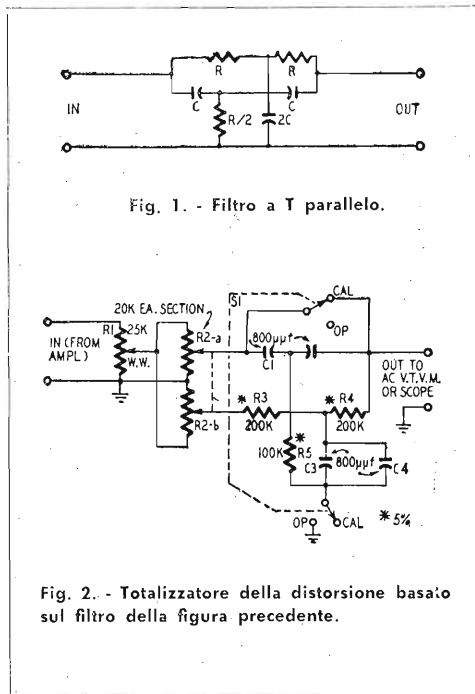 R
R
C
C
IN
R/2
2C
OUT
Fig. 1. - Filtro a T parallelo.
20K EA. SECTION
S1
CAL
R1
25K
R2-a
OP
800µµf
IN (FROM
AMPL)
W.W.
C1
OUT TO
AC V.T.V.M.
OR SCOPE
* R3
* R4
200K
200K
R2-b
*
100K
R5
C3
800µµf
C4
OP
CAL
* 5%
Fig. 2. - Totalizzatore della distorsione basato
sul filtro della figura precedente.